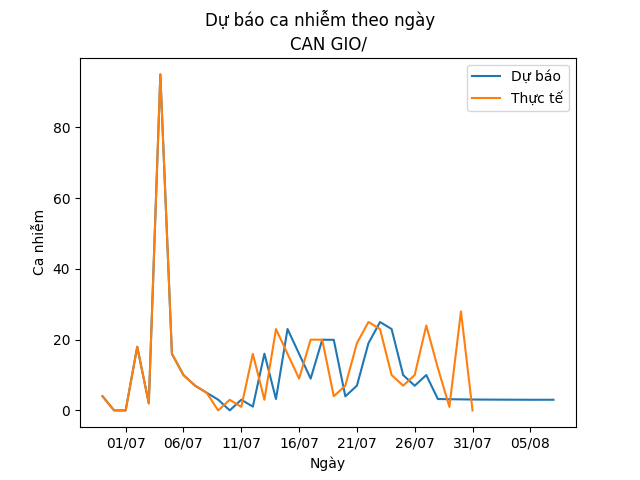 Dự báo ca nhiễm theo ngày
CAN GIO/
Dự báo
Thực tế
Ca nhiễm
80
60
40
20
0
01/07 06/07 11/07 16/07 21/07 26/07 31/07 05/08
Ngày